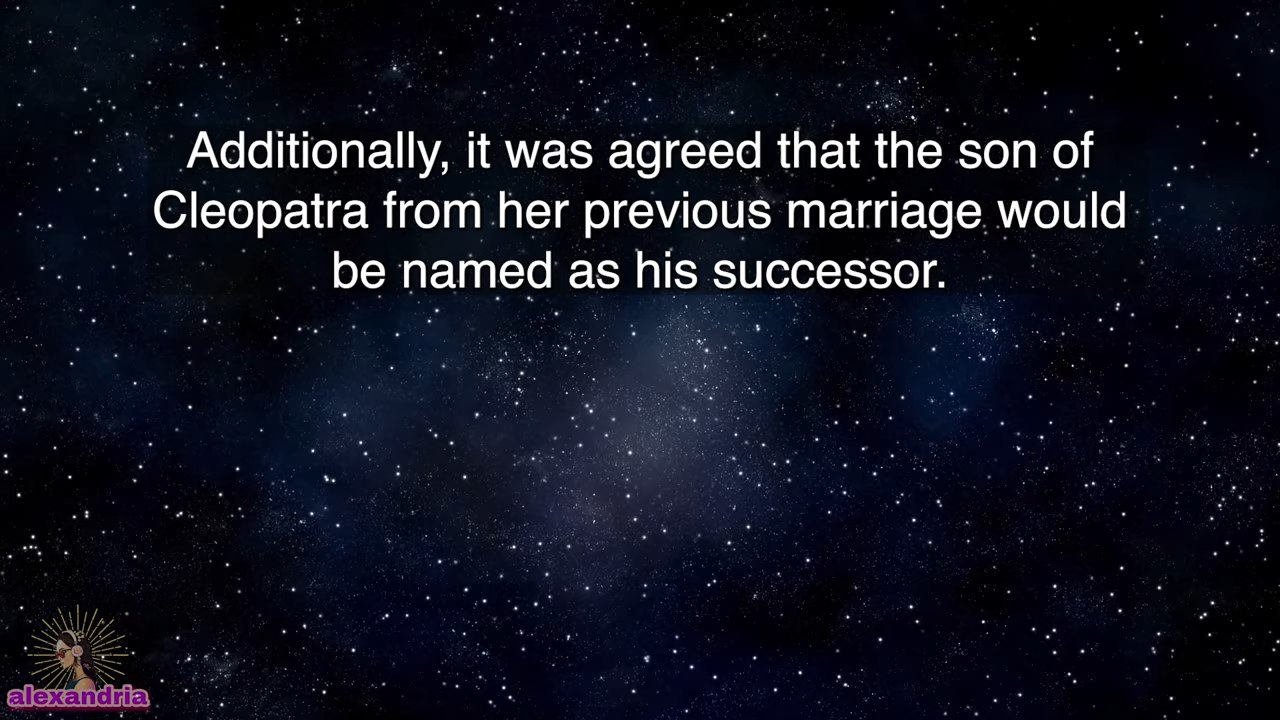 Additionally, it was agreed that the son of
Cleopatra from her previous marriage would
be named as his successor.
alexandria